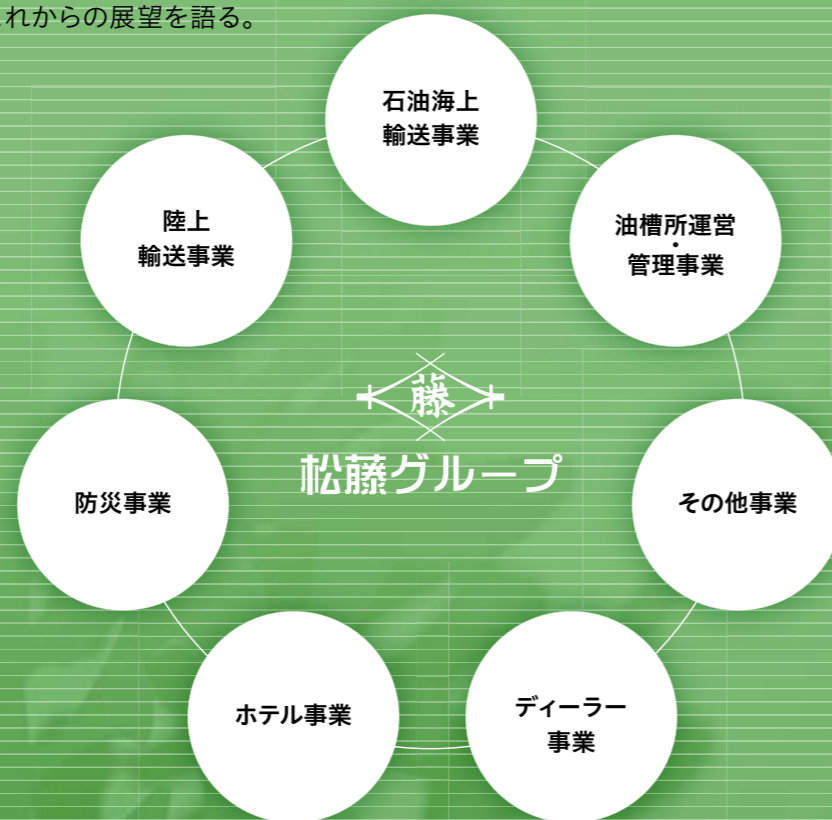 れからの展望を語る。
石油海上
輸送事業
陸上
輸送事業
油槽所運営
・
管理事業
藤
松藤グループ
防災事業
その他事業
ホテル事業
ディーラー
事業